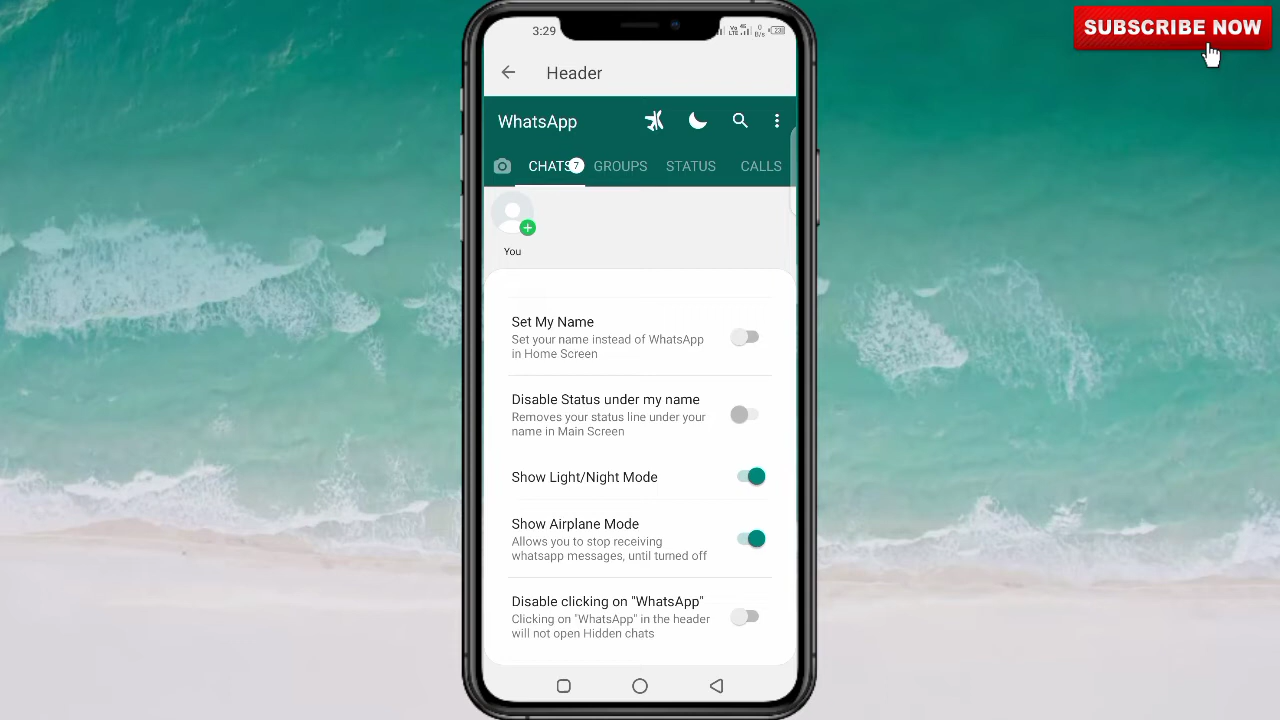 SUBSCRIBE NOW
3:29
Header
WhatsApp
CHATS 7 GROUPS STATUS CALLS
You
Set My Name
Set your name instead of WhatsApp
in Home Screen
Disable Status under my name
Removes your status line under your
name in Main Screen
Show Light/Night Mode
Show Airplane Mode
Allows you to stop receiving
whatsapp messages, until turned off
Disable clicking on "WhatsApp"
Clicking on "WhatsApp" in the header
will not open Hidden chats